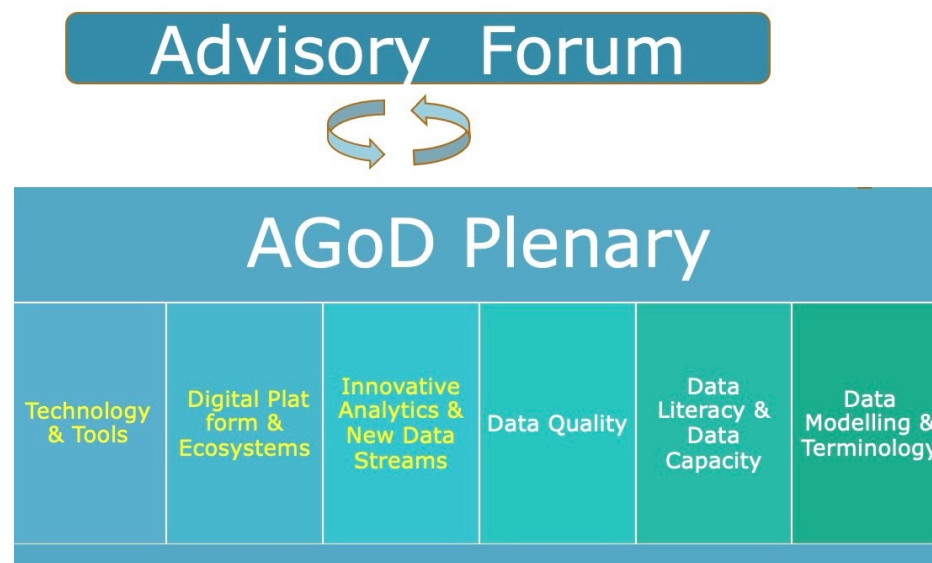 Advisory Forum
AGoD Plenary
Technology
& Tools
Digital Plat
form &
Ecosystems
Innovative
Analytics &
New Data
Streams
Data Quality
Data
Literacy &
Data
Capacity
Data
Modelling &
Terminology